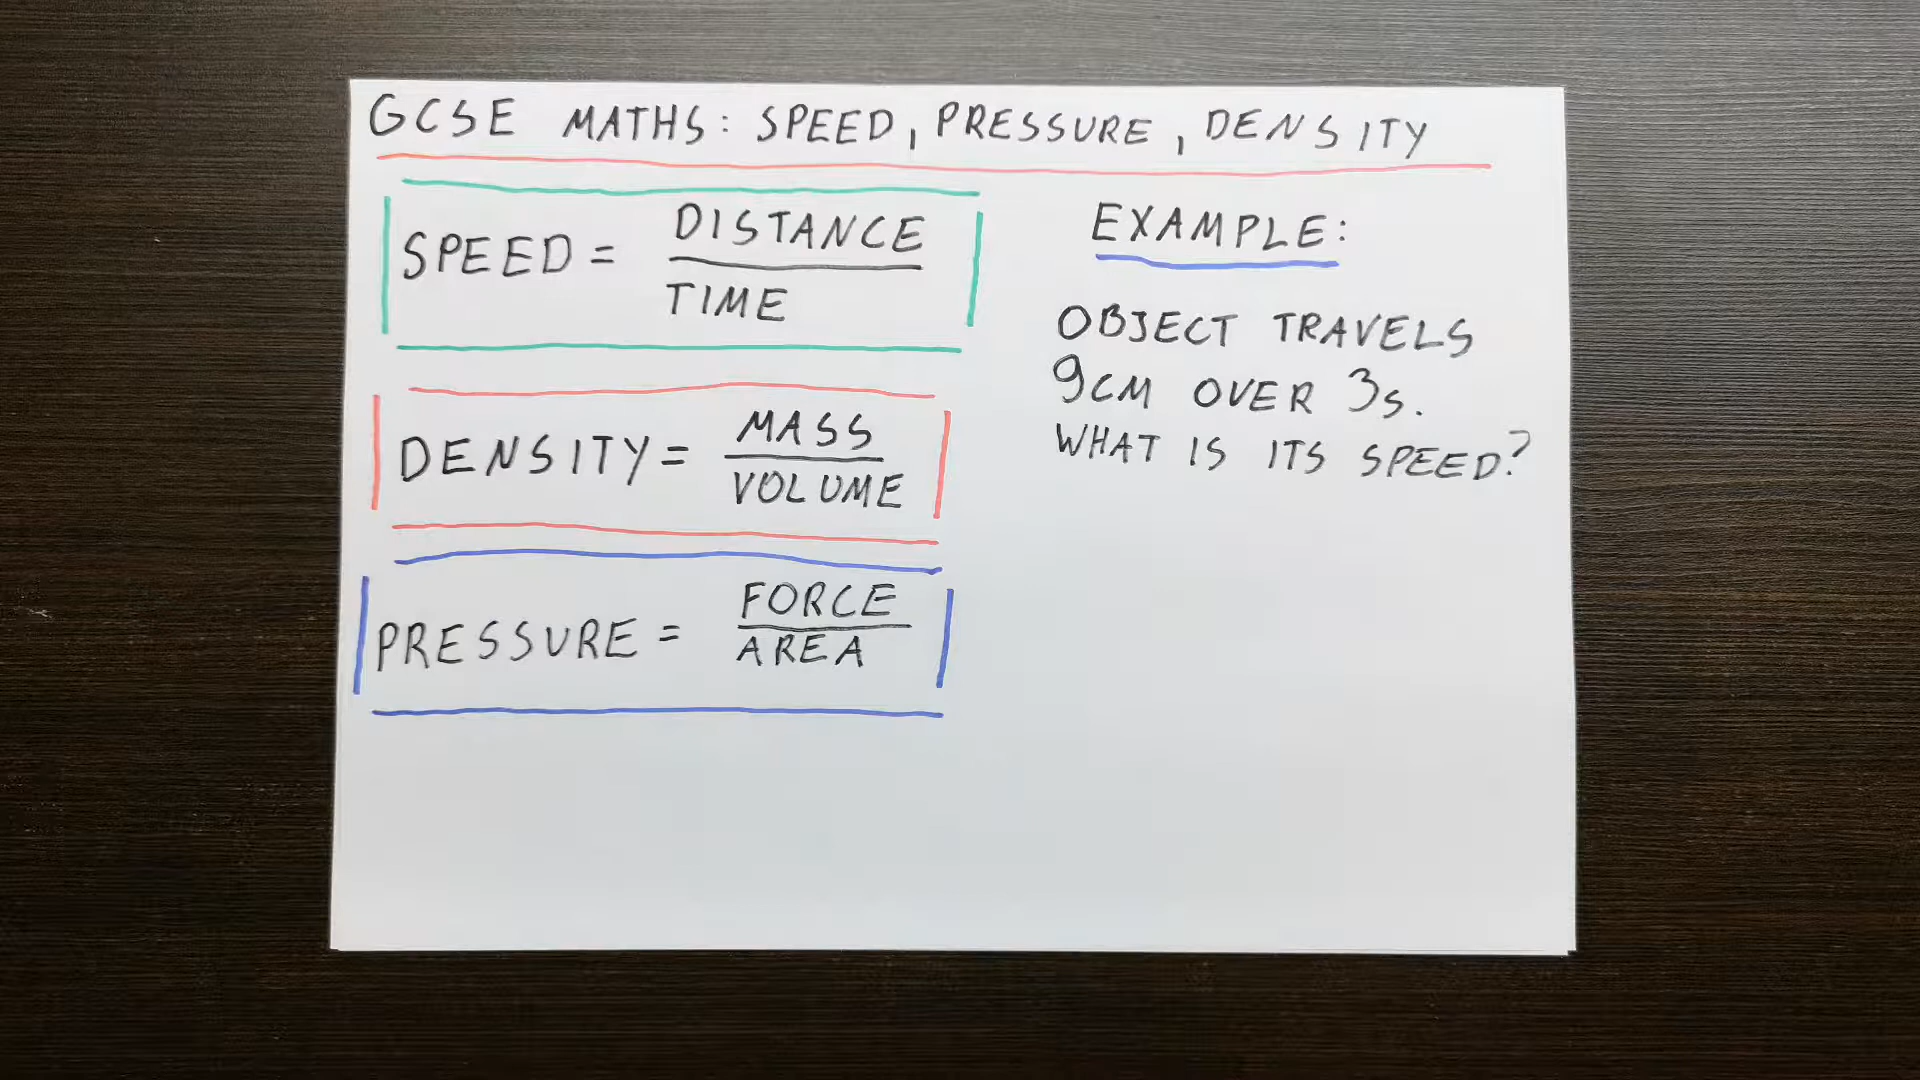 GCSE MATHS: SPEED, PRESSURE, DENSITY
SPEED = DISTANCE
TIME
DENSITY = MASS
VOLUME
PRESSURE = FORCE
AREA
EXAMPLE:
OBJECT TRAVELS
9CM OVER 3s.
WHAT IS ITS SPEED?